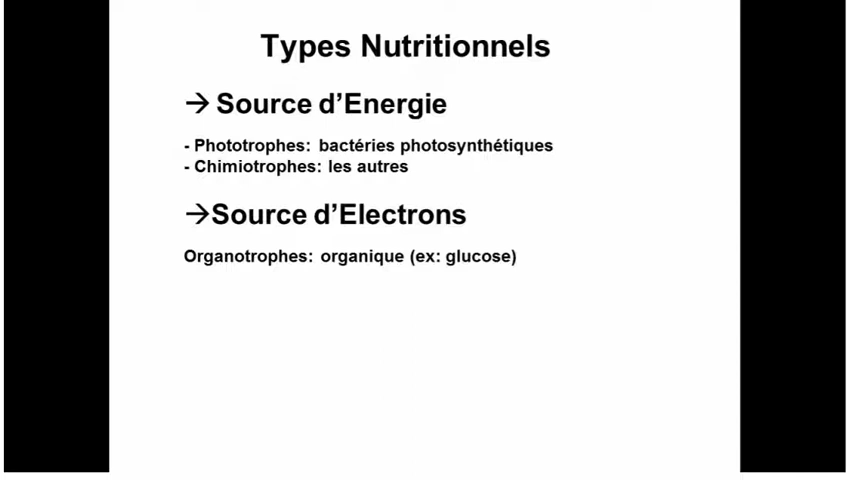 Types Nutritionnels
→ Source d’Energie
- Phototrophes: bactéries photosynthétiques
- Chimiotrophes: les autres
→Source d’Electrons
Organotrophes: organique (ex: glucose)